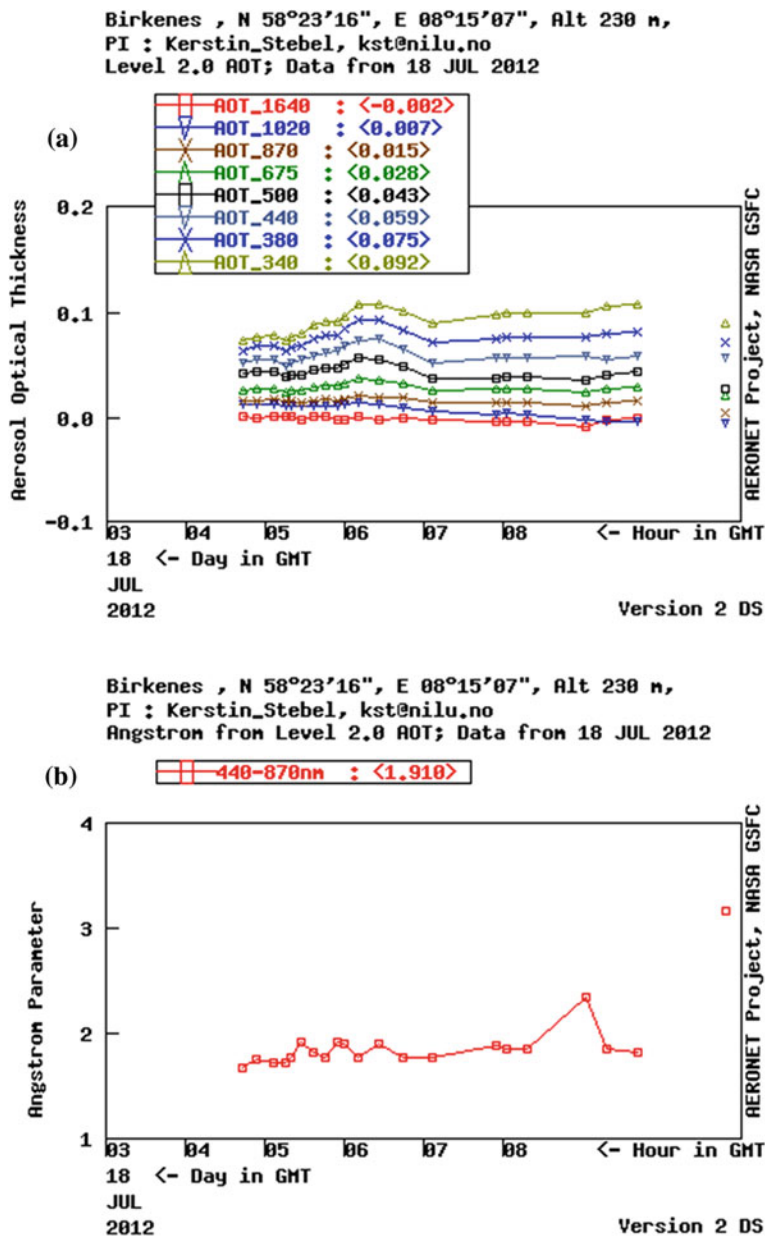 Birkenes , N 58°23'16", E 08°15'07", Alt 230 m,
PI : Kerstin_Stebel, kst@nilu.no
Level 2.0 AOT; Data from 18 JUL 2012
(a)
AOT_1640 : <-0.002>
AOT_1020 : <0.007>
AOT_870 : <0.015>
AOT_675 : <0.028>
AOT_500 : <0.043>
AOT_440 : <0.059>
AOT_380 : <0.075>
AOT_340 : <0.092>
Aerosol Optical Thickness
0.2
0.1
0.0
-0.1
AERONET Project, NASA GSFC
03 04 05 06 07 08 <- Hour in GMT
18 <- Day in GMT
JUL
2012 Version 2 DS
Birkenes , N 58°23'16", E 08°15'07", Alt 230 m,
PI : Kerstin_Stebel, kst@nilu.no
Angstrom from Level 2.0 AOT; Data from 18 JUL 2012
(b)
440-870nm : <1.910>
Angstrom Parameter
4
3
2
1
AERONET Project, NASA GSFC
03 04 05 06 07 08 <- Hour in GMT
18 <- Day in GMT
JUL
2012 Version 2 DS